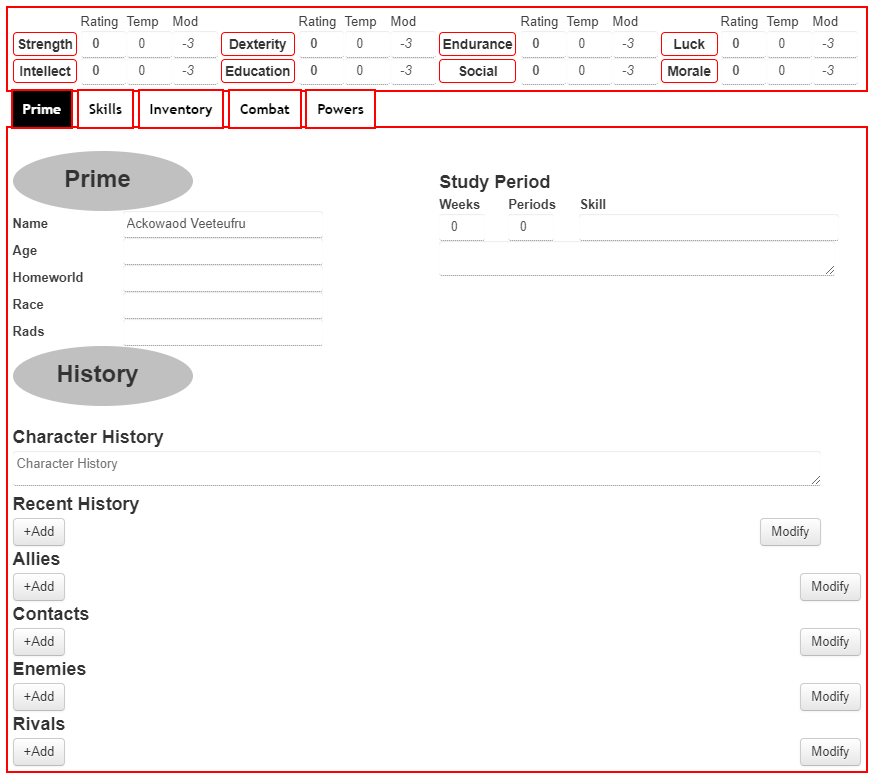 Rating Temp Mod Rating Temp Mod Rating Temp Mod Rating Temp Mod
Strength 0 0 -3 Dexterity 0 0 -3 Endurance 0 0 -3 Luck 0 0 -3
Intellect 0 0 -3 Education 0 0 -3 Social 0 0 -3 Morale 0 0 -3
Prime Skills Inventory Combat Powers
Prime
Name Ackowaod Veeteufru
Age
Homeworld
Race
Rads
Study Period
Weeks Periods Skill
0 0
History
Character History
Character History
Recent History
+Add Modify
Allies
+Add Modify
Contacts
+Add Modify
Enemies
+Add Modify
Rivals
+Add Modify